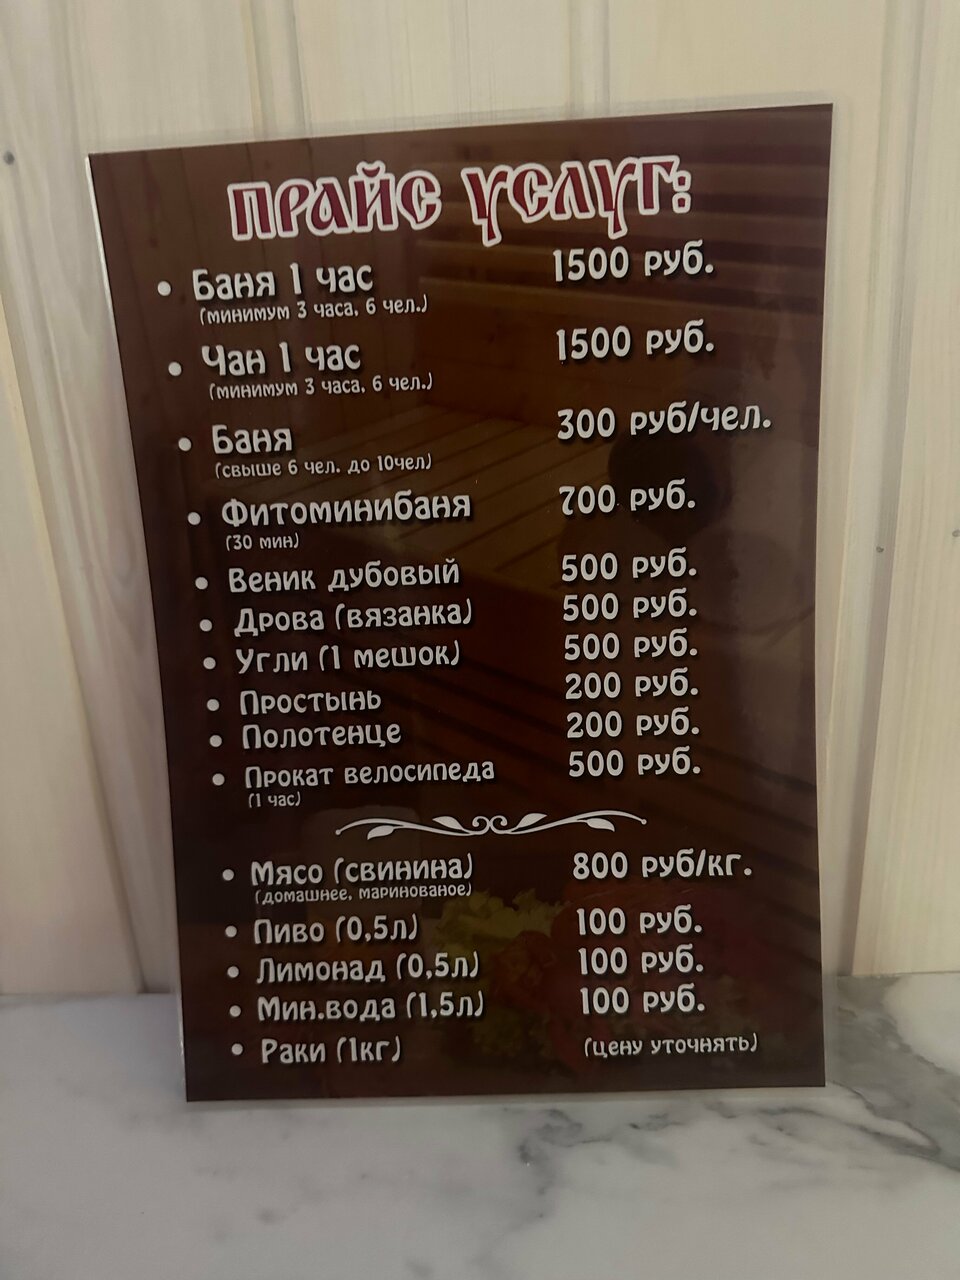 ПРАЙС УСЛУГ:
• Баня 1 час 1500 руб.
(минимум 3 часа, 6 чел.)
• Чан 1 час 1500 руб.
(минимум 3 часа, 6 чел.)
• Баня 300 руб/чел.
(свыше 6 чел. до 10чел)
• Фитоминибаня 700 руб.
(30 мин)
• Веник дубовый 500 руб.
• Дрова (вязанка) 500 руб.
• Угли (1 мешок) 500 руб.
• Простынь 200 руб.
• Полотенце 200 руб.
• Прокат велосипеда 500 руб.
(1 час)
• Мясо (свинина) 800 руб/кг.
(домашнее, маринованое)
• Пиво (0,5л) 100 руб.
• Лимонад (0,5л) 100 руб.
• Мин.вода (1,5л) 100 руб.
• Раки (1кг) (цену уточнять)